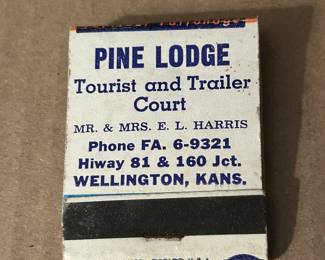 PINE LODGE
Tourist and Trailer
Court
MR. & MRS. E. L. HARRIS
Phone FA. 6-9321
Hiway 81 & 160 Jct.
WELLINGTON, KANS.